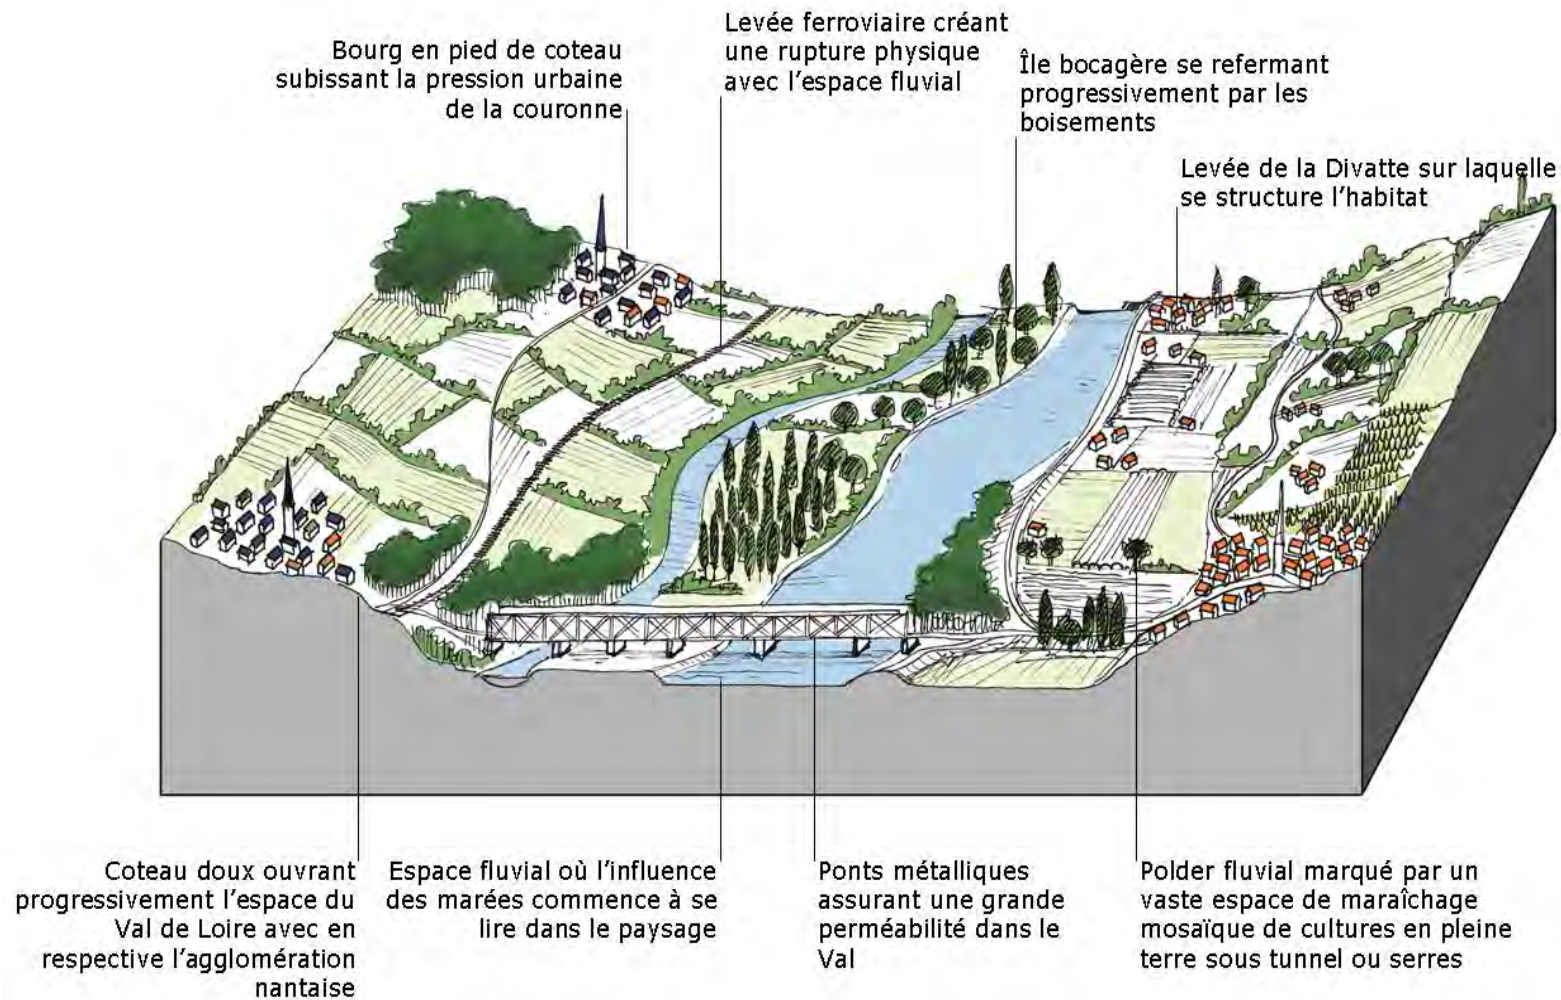 Bourg en pied de coteau
subissant la pression urbaine
de la couronne
Levée ferroviaire créant
une rupture physique
avec l'espace fluvial
Île bocagère se refermant
progressivement par les
boisements
Levée de la Divatte sur laquelle
se structure l'habitat
Coteau doux ouvrant
progressivement l'espace du
Val de Loire avec en
respective l'agglomération
nantaise
Espace fluvial où l'influence
des marées commence à se
lire dans le paysage
Ponts métalliques
assurant une grande
perméabilité dans le
Val
Polder fluvial marqué par un
vaste espace de maraîchage
mosaïque de cultures en pleine
terre sous tunnel ou serres